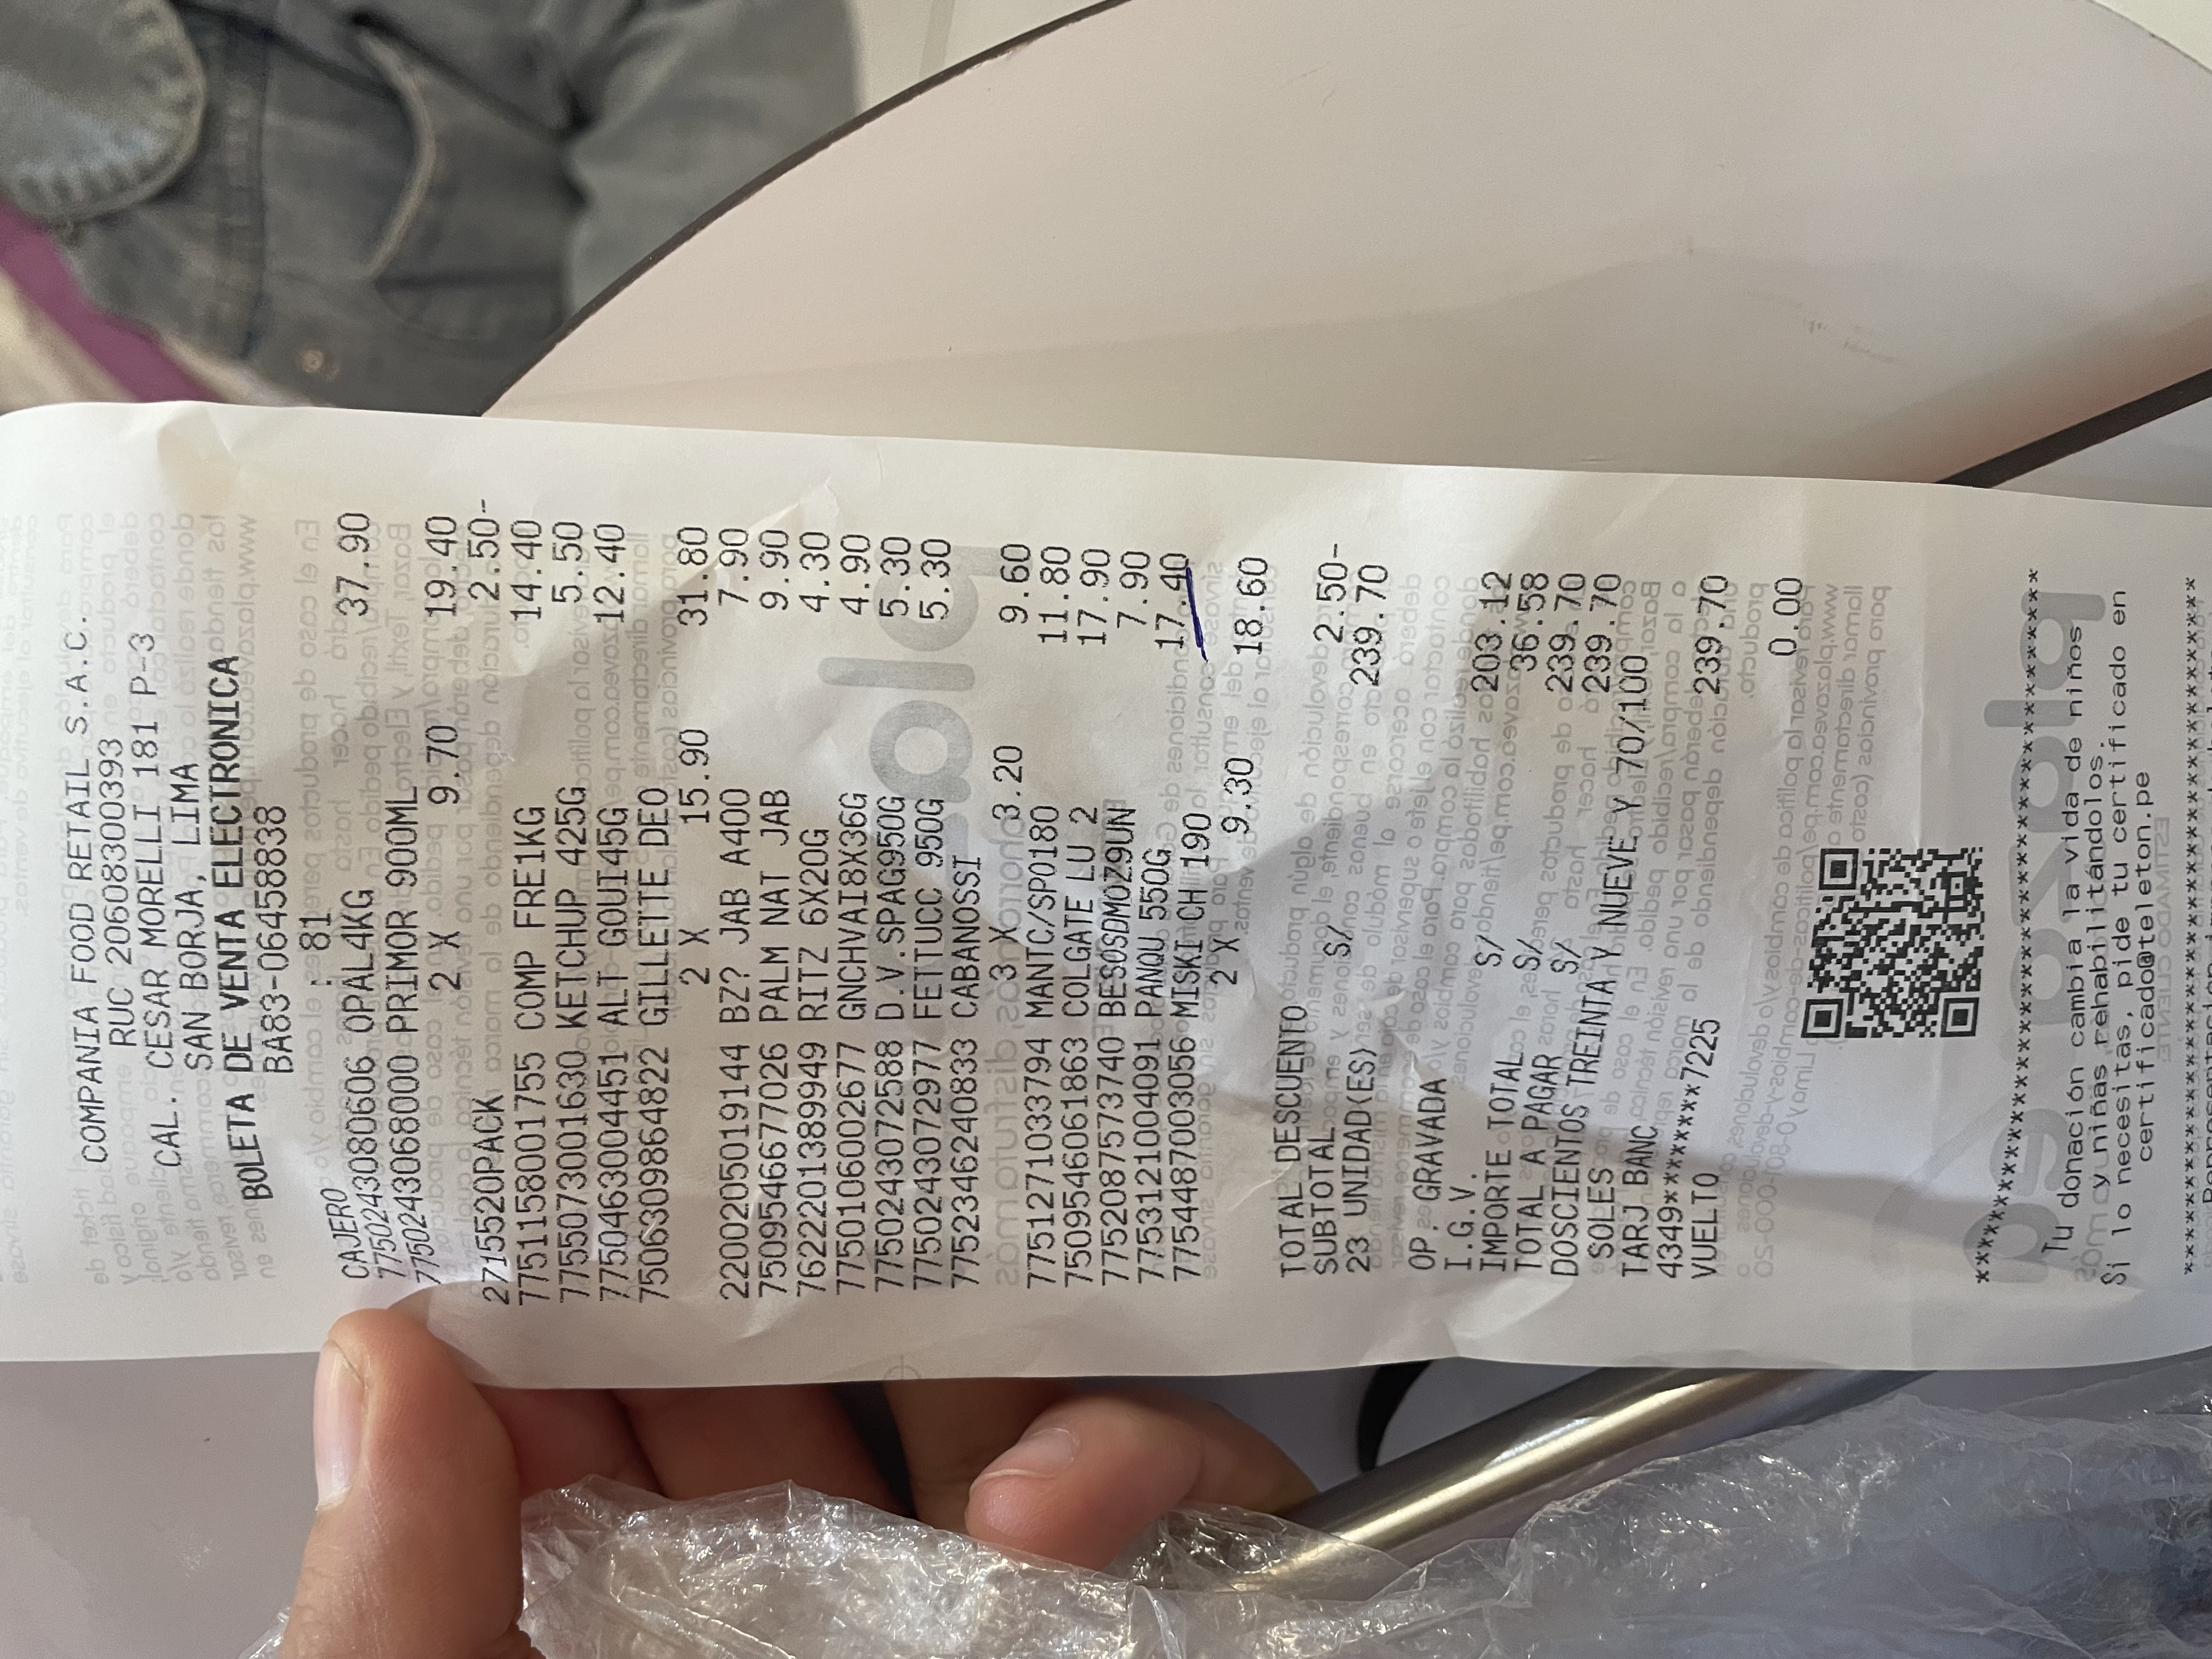 COMPANIA FOOD RETAIL S.A.C.
RUC 20608300393
CAL. CESAR MORELLI 181 P-3
SAN BORJA, LIMA
BOLETA DE VENTA ELECTRONICA
BA83-06458838
CAJERO : 81
7750243080606 OPAL4KG 37.90
7750243068000 PRIMOR 900ML
2 X 9.70 19.40
2715520PACK 2.50-
7751158001755 COMP FRE1KG 14.40
7755073001630 KETCHUP 425G 5.50
7750463004451 ALT GOUI45G 12.40
7506309864822 GILLETTE DEO
2 X 15.90 31.80
2200205019144 BZ? JAB A400 7.90
7509546677026 PALM NAT JAB 9.90
7622201389949 RITZ 6X20G 4.30
7750106002677 GNCHVAI8X36G 4.90
7750243072588 D.V.SPAG950G 5.30
7750243072977 FETTUCC 950G 5.30
7752346240833 CABANOSSI
3 X 3.20 9.60
7751271033794 MANTC/SPO180 11.80
7509546061863 COLGATE LU 2 17.90
7752087573740 BESOSDMOZ9UN 7.90
7753121004091 PANQU 550G 17.40
7754487003056 MISKI CH 190
2 X 9.30 18.60
TOTAL DESCUENTO 2.50-
SUBTOTAL S/ 239.70
23 UNIDAD(ES)
OP. GRAVADA 203.12
I.G.V. S/ 36.58
IMPORTE TOTAL S/ 239.70
TOTAL A PAGAR S/ 239.70
DOSCIENTOS TREINTA Y NUEVE Y 70/100
SOLES
TARJ BANC
4349********7225 239.70
VUELTO 0.00
****************************************
Tu donación cambia la vida de niños
y niñas rehabilitándolos.
Si lo necesitas, pide tu certificado en
certificado@teleton.pe
****************************************